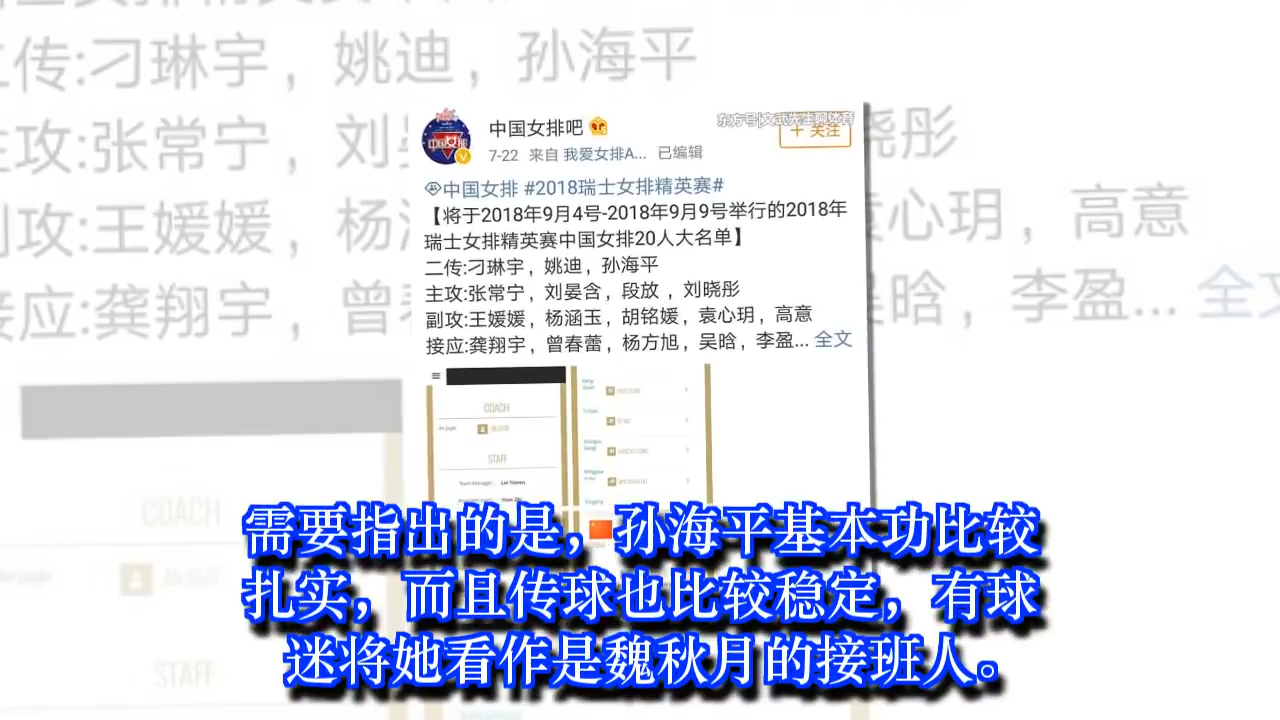 二传:刁琳宇，姚迪，孙海平
主攻:张常宁，刘
晓彤
副攻:王媛媛，杨
袁心玥，高意
接应:龚翔宇，曾春
吴晗，李盈... 全文
COACH
STAFF
东方号|文武先生聊体育
中国女排吧
+ 关注
7-22 来自 我爱女排A... 已编辑
中国女排 #2018瑞士女排精英赛#
【将于2018年9月4号-2018年9月9号举行的2018年
瑞士女排精英赛中国女排20人大名单】
二传:刁琳宇，姚迪，孙海平
主攻:张常宁，刘晏含，段放 ，刘晓彤
副攻:王媛媛，杨涵玉，胡铭媛，袁心玥，高意
接应:龚翔宇，曾春蕾，杨方旭，吴晗，李盈... 全文
COACH
STAFF
Team Manager
需要指出的是，孙海平基本功比较
扎实，而且传球也比较稳定，有球
迷将她看作是魏秋月的接班人。